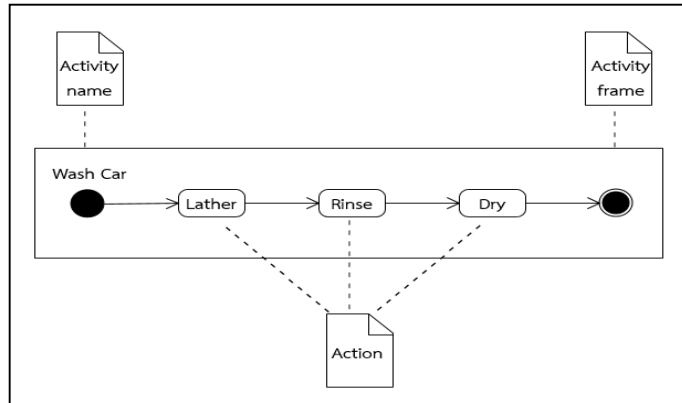 Activity
name
Activity
frame
Wash Car
Lather
Rinse
Dry
Action